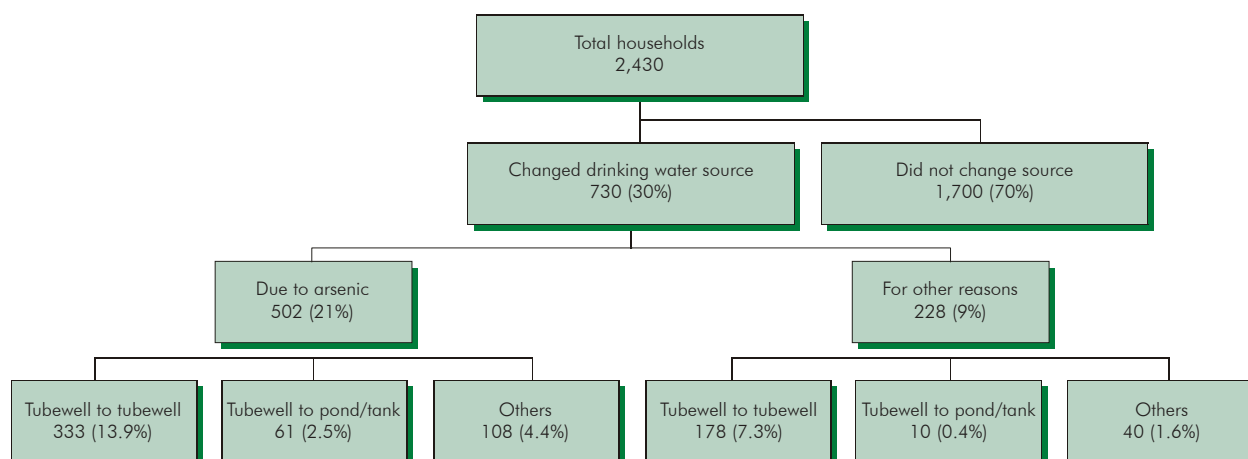 Total households
2,430
Changed drinking water source
730 (30%)
Did not change source
1,700 (70%)
Due to arsenic
502 (21%)
For other reasons
228 (9%)
Tubewell to tubewell
333 (13.9%)
Tubewell to pond/tank
61 (2.5%)
Others
108 (4.4%)
Tubewell to tubewell
178 (7.3%)
Tubewell to pond/tank
10 (0.4%)
Others
40 (1.6%)